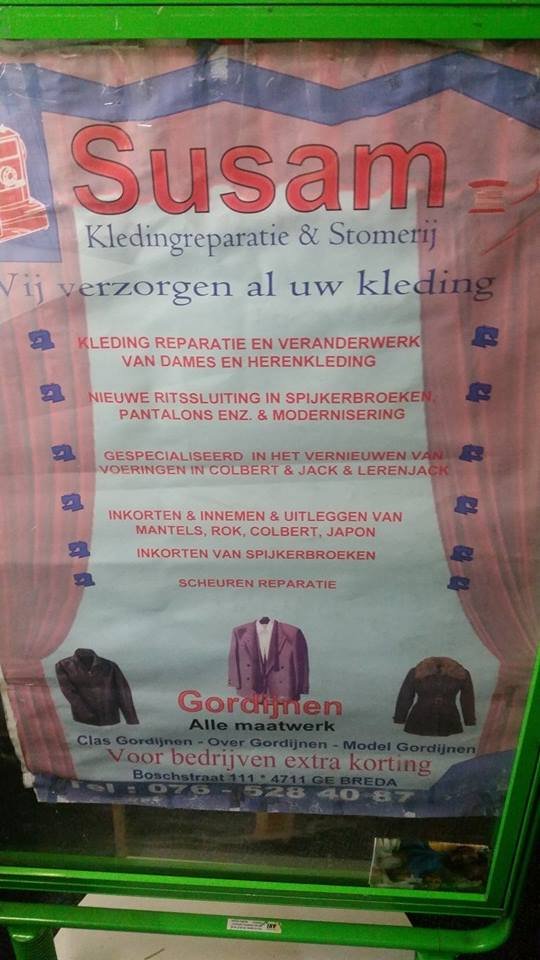 Susam
Kledingreparatie & Stomerij
Wij verzorgen al uw kleding
KLEDING REPARATIE EN VERANDERWERK
VAN DAMES EN HERENKLEDING
NIEUWE RITSSLUITING IN SPIJKERBROEKEN,
PANTALONS ENZ. & MODERNISERING
GESPECIALISEERD IN HET VERNIEUWEN VAN
VOERINGEN IN COLBERT & JACK & LERENJACK
INKORTEN & INNEMEN & UITLEGGEN VAN
MANTELS, ROK, COLBERT, JAPON
INKORTEN VAN SPIJKERBROEKEN
SCHEUREN REPARATIE
Gordijnen
Alle maatwerk
Clas Gordijnen - Over Gordijnen - Model Gordijnen
Voor bedrijven extra korting
Boschstraat 111 * 4711 GE BREDA
Tel : 076 - 528 40 87